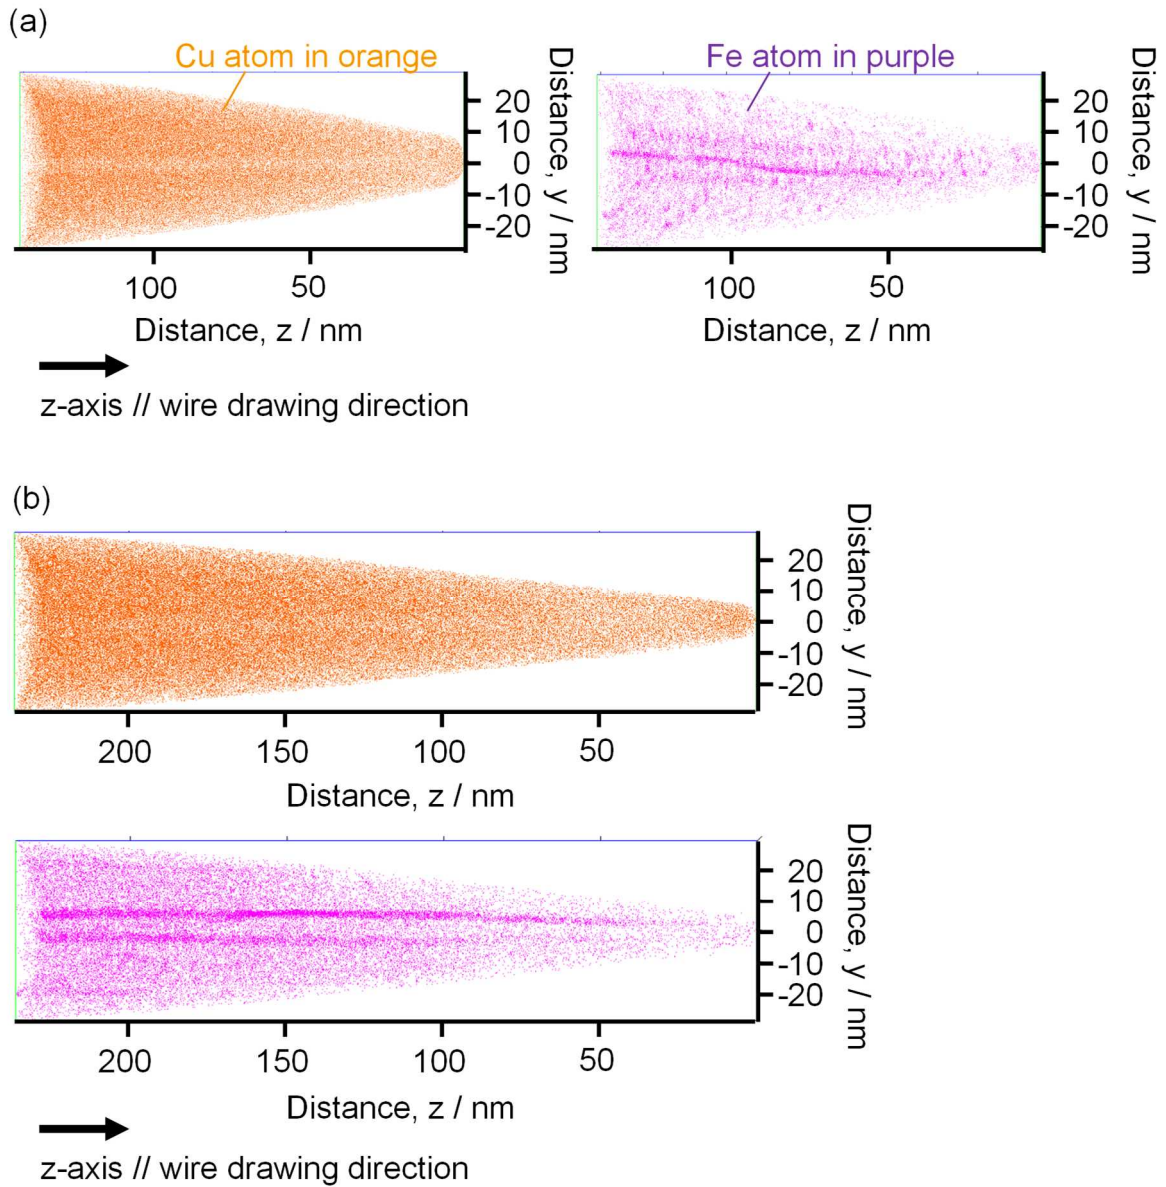 (a)
Cu atom in orange
Distance, y / nm
20
10
0
-10
-20
100 50
Distance, z / nm
Fe atom in purple
Distance, y / nm
20
10
0
-10
-20
100 50
Distance, z / nm
z-axis // wire drawing direction
(b)
Distance, y / nm
20
10
0
-10
-20
200 150 100 50
Distance, z / nm
Distance, y / nm
20
10
0
-10
-20
200 150 100 50
Distance, z / nm
z-axis // wire drawing direction